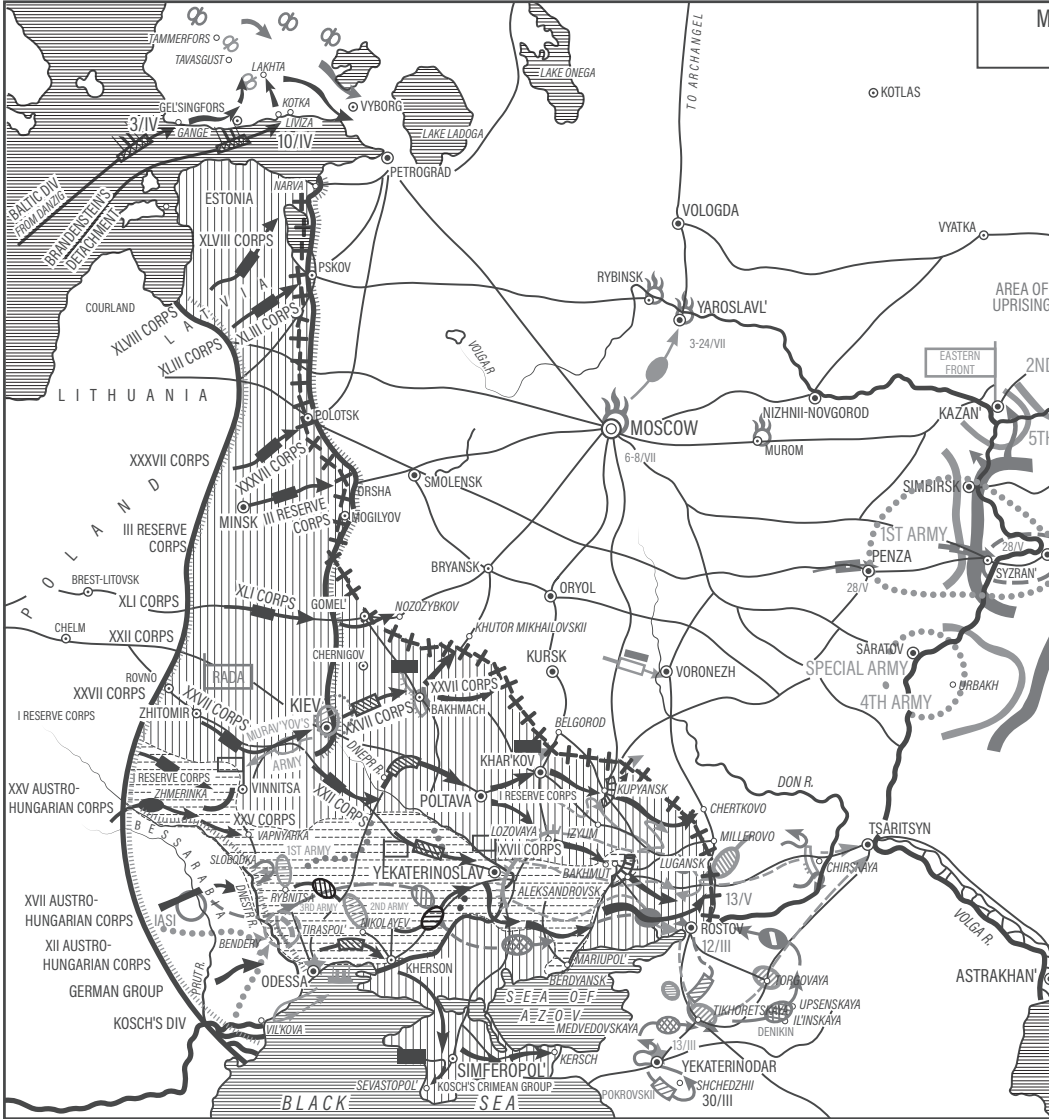 M
TAMMERFORS
TAVASGUST
LAKHTA
GEL'SINGFORS
KOTKA
VYBORG
3/IV
GANGE
LIVIZA
10/IV
LAKE ONEGA
LAKE LADOGA
TO ARCHANGEL
KOTLAS
PETROGRAD
BALTIC DIV
FROM DANZIG
BRANDENSTEIN'S
DETACHMENT
NARVA
ESTONIA
XLVIII CORPS
PSKOV
VOLOGDA
VYATKA
RYBINSK
YAROSLAVL'
AREA OF
UPRISING
COURLAND
LATVIA
XLVIII CORPS
XLIII CORPS
XLIII CORPS
VOLGA R.
3-24/VII
EASTERN
FRONT
2ND
LITHUANIA
POLOTSK
MOSCOW
6-8/VII
NIZHNII-NOVGOROD
KAZAN'
MUROM
5TH
XXXVII CORPS
XXXVII CORPS
SMOLENSK
ORSHA
SIMBIRSK
MINSK
III RESERVE
CORPS
MOGILYOV
III RESERVE
CORPS
1ST ARMY
28/V
PENZA
SYZRAN'
28/V
POLAND
BREST-LITOVSK
BRYANSK
ORYOL
XLI CORPS
XLI CORPS
GOMEL'
NOZOZYBKOV
CHELM
XXII CORPS
KHUTOR MIKHAILOVSKII
SARATOV
CHERNIGOV
KURSK
VORONEZH
SPECIAL ARMY
4TH ARMY
URBAKH
ROVNO
RADA
XXVII CORPS
XXVII CORPS
XXVII CORPS
XXVII CORPS
BAKHMACH
I RESERVE CORPS
ZHITOMIR
KIEV
MURAV'YOV'S
ARMY
BELGOROD
DNEPR R.
KHAR'KOV
I RESERVE CORPS
RESERVE CORPS
KUPYANSK
DON R.
XXV AUSTRO-
HUNGARIAN CORPS
ZHMERINKA
VINNITSA
XXII CORPS
POLTAVA
CHERTKOVO
XXV CORPS
VAPNYARKA
LOZOVAYA
IZYUM
MILLEROVO
TSARITSYN
BESSARABIA
SLOBODKA
1ST ARMY
XVII CORPS
LUGANSK
CHIRSKAYA
YEKATERINOSLAV
BAKHMUT
ALEKSANDROVSK
13/V
XVII AUSTRO-
HUNGARIAN CORPS
RYBNITSA
DNIESTR R.
3RD ARMY
2ND ARMY
IASI
TIRASPOL'
NIKOLAYEV
ROSTOV
12/III
VOLGA R.
XII AUSTRO-
HUNGARIAN CORPS
BENDERY
KHERSON
MARIUPOL'
ASTRAKHAN'
GERMAN GROUP
PRUT R.
ODESSA
BERDYANSK
TORGOVAYA
SEA OF
AZOV
KOSCH'S DIV
VIL'KOVA
TIKHORETSKAYA
UPSENSKAYA
IL'INSKAYA
MEDVEDOVSKAYA
DENIKIN
13/III
KERSCH
SIMFEROPOL'
YEKATERINODAR
SEVASTOPOL'
KOSCH'S CRIMEAN GROUP
POKROVSKII
SHCHEDZHII
30/III
BLACK SEA